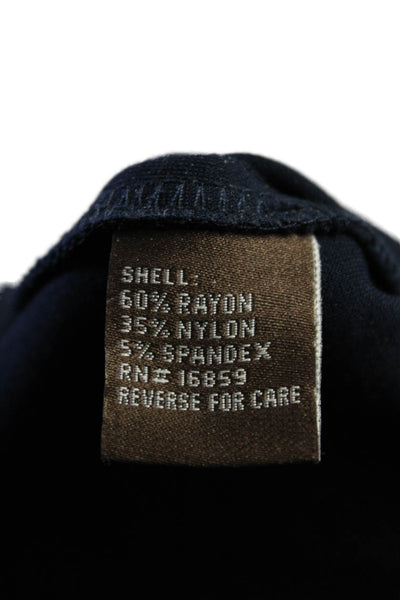 SHELL:
60% RAYON
35% NYLON
5% SPANDEX
RN# 16859
REVERSE FOR CARE